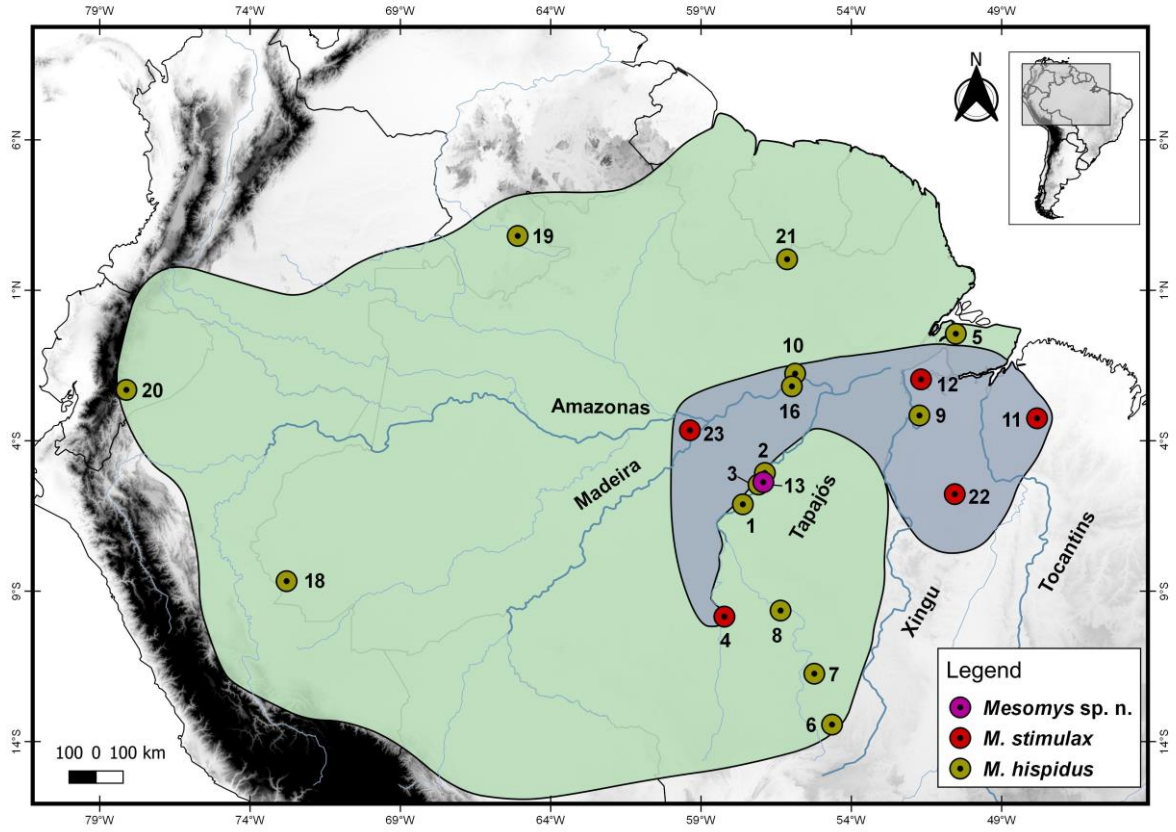 79°W 74°W 69°W 64°W 59°W 54°W 49°W
N
6°N 6°N
19
21
1°N 1°N
5
10
20
12
16
Amazonas
9
11
23
4°S 4°S
2
3
13
Madeira
22
1
Tapajós
Tocantins
18
9°S 9°S
Xingu
8
4
Legend
7
Mesomys sp. n.
6
M. stimulax
14°S 14°S
100 0 100 km
M. hispidus
79°W 74°W 69°W 64°W 59°W 54°W 49°W